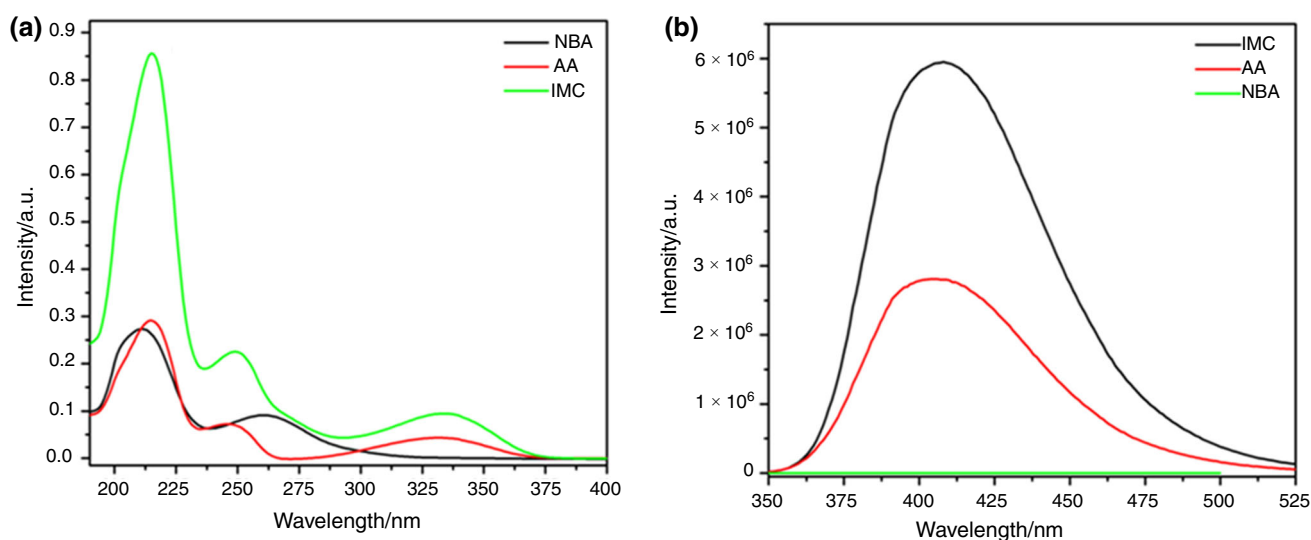 (a)
NBA
AA
IMC
0.9
0.8
0.7
0.6
0.5
0.4
0.3
0.2
0.1
0.0
Intensity/a.u.
200 225 250 275 300 325 350 375 400
Wavelength/nm
(b)
IMC
AA
NBA
6 × 10⁶
5 × 10⁶
4 × 10⁶
3 × 10⁶
2 × 10⁶
1 × 10⁶
0
Intensity/a.u.
350 375 400 425 450 475 500 525
Wavelength/nm